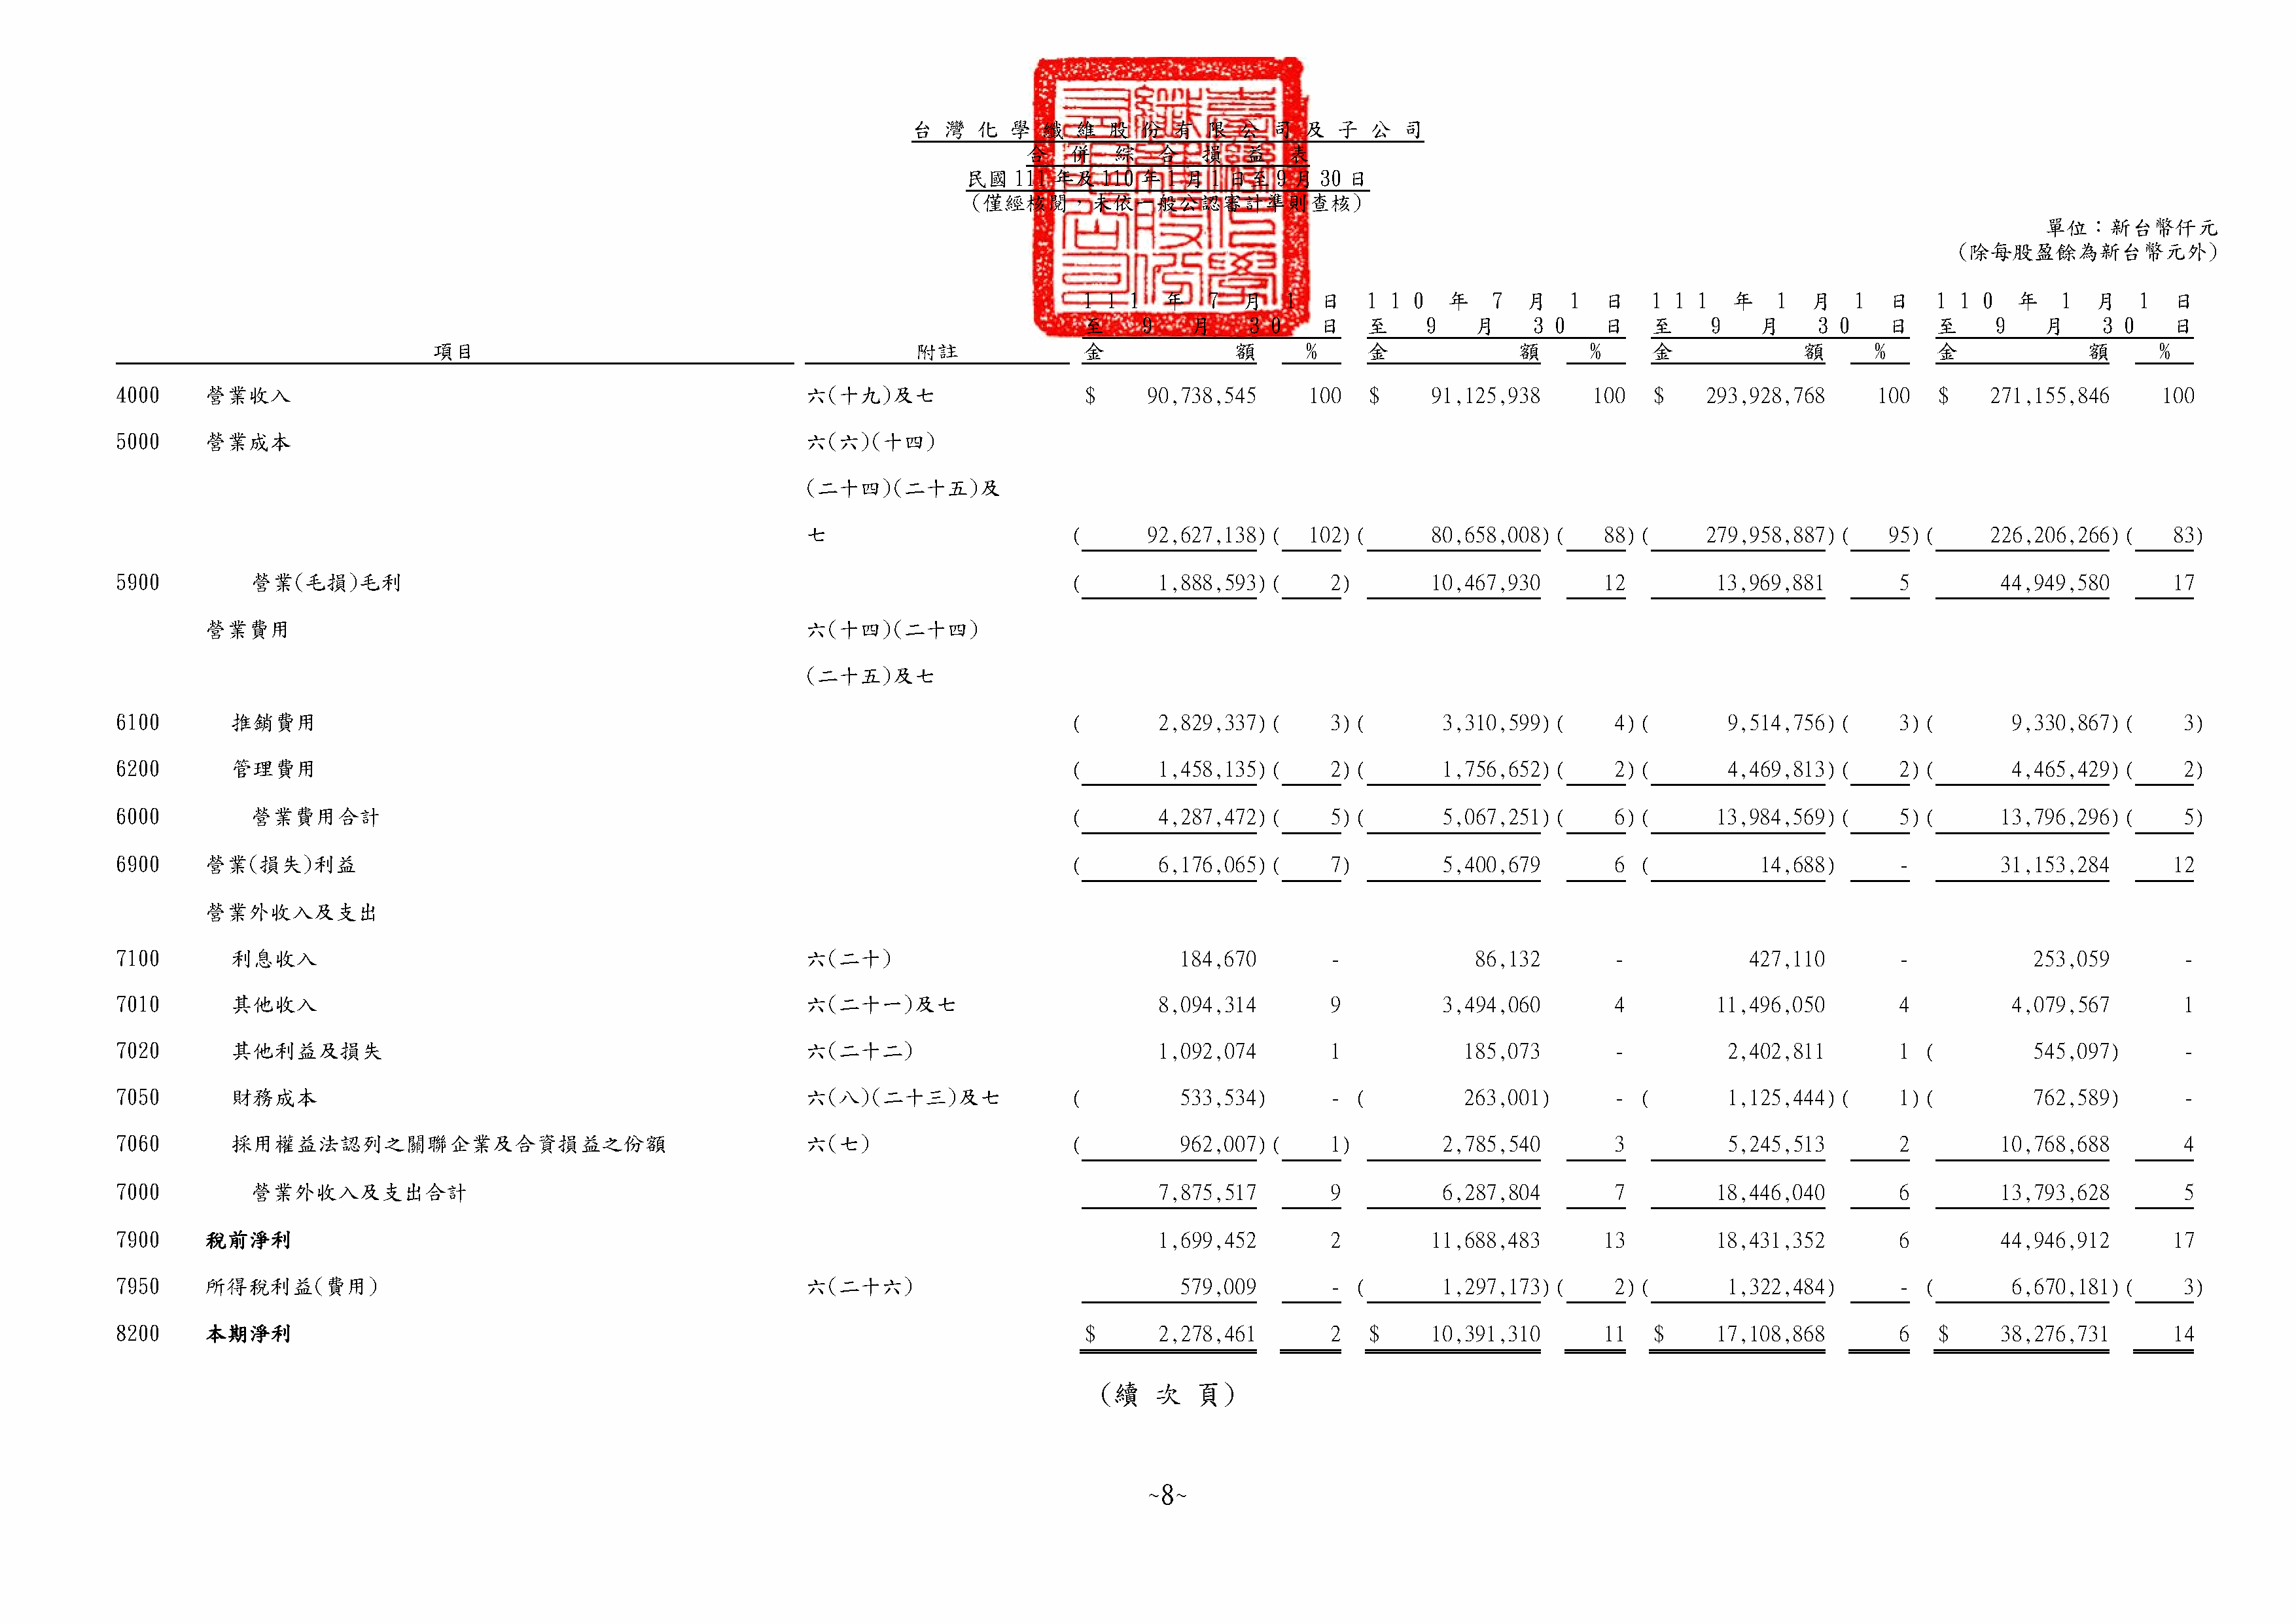 台灣化學纖維股份有限公司及子公司
合併綜合損益表
民國111年及110年1月1日至9月30日
(僅經核閱，未依一般公認審計準則查核)
單位：新台幣仟元
(除每股盈餘為新台幣元外)
111年7月1日 110年7月1日 111年1月1日 110年1月1日
至9月30日 至9月30日 至9月30日 至9月30日
項目 附註 金額 % 金額 % 金額 % 金額 %
4000 營業收入 六(十九)及七 $ 90,738,545 100 $ 91,125,938 100 $ 293,928,768 100 $ 271,155,846 100
5000 營業成本 六(六)(十四)
(二十四)(二十五)及
七 ( 92,627,138)( 102)( 80,658,008)( 88)( 279,958,887)( 95)( 226,206,266)( 83)
5900 營業(毛損)毛利 ( 1,888,593)( 2) 10,467,930 12 13,969,881 5 44,949,580 17
營業費用 六(十四)(二十四)
(二十五)及七
6100 推銷費用 ( 2,829,337)( 3)( 3,310,599)( 4)( 9,514,756)( 3)( 9,330,867)( 3)
6200 管理費用 ( 1,458,135)( 2)( 1,756,652)( 2)( 4,469,813)( 2)( 4,465,429)( 2)
6000 營業費用合計 ( 4,287,472)( 5)( 5,067,251)( 6)( 13,984,569)( 5)( 13,796,296)( 5)
6900 營業(損失)利益 ( 6,176,065)( 7) 5,400,679 6 ( 14,688) - 31,153,284 12
營業外收入及支出
7100 利息收入 六(二十) 184,670 - 86,132 - 427,110 - 253,059 -
7010 其他收入 六(二十一)及七 8,094,314 9 3,494,060 4 11,496,050 4 4,079,567 1
7020 其他利益及損失 六(二十二) 1,092,074 1 185,073 - 2,402,811 1 ( 545,097) -
7050 財務成本 六(八)(二十三)及七 ( 533,534) - ( 263,001) - ( 1,125,444)( 1)( 762,589) -
7060 採用權益法認列之關聯企業及合資損益之份額 六(七) ( 962,007)( 1) 2,785,540 3 5,245,513 2 10,768,688 4
7000 營業外收入及支出合計 7,875,517 9 6,287,804 7 18,446,040 6 13,793,628 5
7900 稅前淨利 1,699,452 2 11,688,483 13 18,431,352 6 44,946,912 17
7950 所得稅利益(費用) 六(二十六) 579,009 - ( 1,297,173)( 2)( 1,322,484) - ( 6,670,181)( 3)
8200 本期淨利 $ 2,278,461 2 $ 10,391,310 11 $ 17,108,868 6 $ 38,276,731 14
(續次頁)
~8~